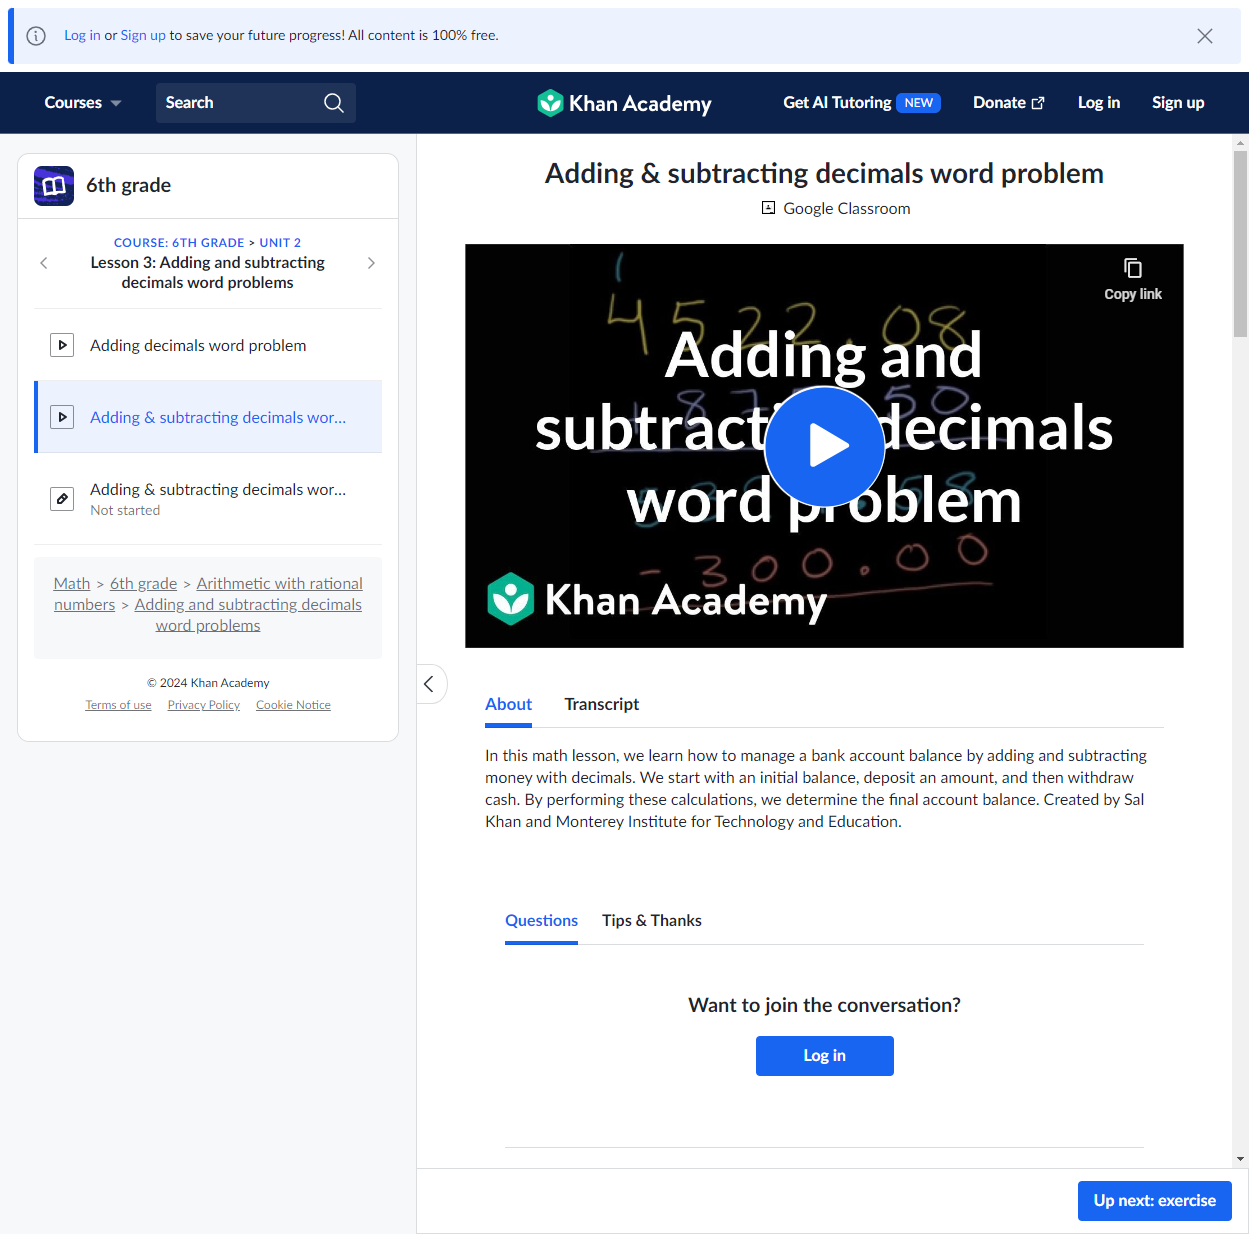 Log in or Sign up to save your future progress! All content is 100% free.
Courses
Search
Khan Academy
Get AI Tutoring NEW
Donate
Log in
Sign up
6th grade
COURSE: 6TH GRADE > UNIT 2
Lesson 3: Adding and subtracting
decimals word problems
Adding decimals word problem
Adding & subtracting decimals wor...
Adding & subtracting decimals wor...
Not started
Math > 6th grade > Arithmetic with rational
numbers > Adding and subtracting decimals
word problems
© 2024 Khan Academy
Terms of use Privacy Policy Cookie Notice
Adding & subtracting decimals word problem
Google Classroom
Copy link
1
4522.08
Adding and
subtracting decimals
word problem
- 300.00
Khan Academy
About Transcript
In this math lesson, we learn how to manage a bank account balance by adding and subtracting
money with decimals. We start with an initial balance, deposit an amount, and then withdraw
cash. By performing these calculations, we determine the final account balance. Created by Sal
Khan and Monterey Institute for Technology and Education.
Questions Tips & Thanks
Want to join the conversation?
Log in
Up next: exercise